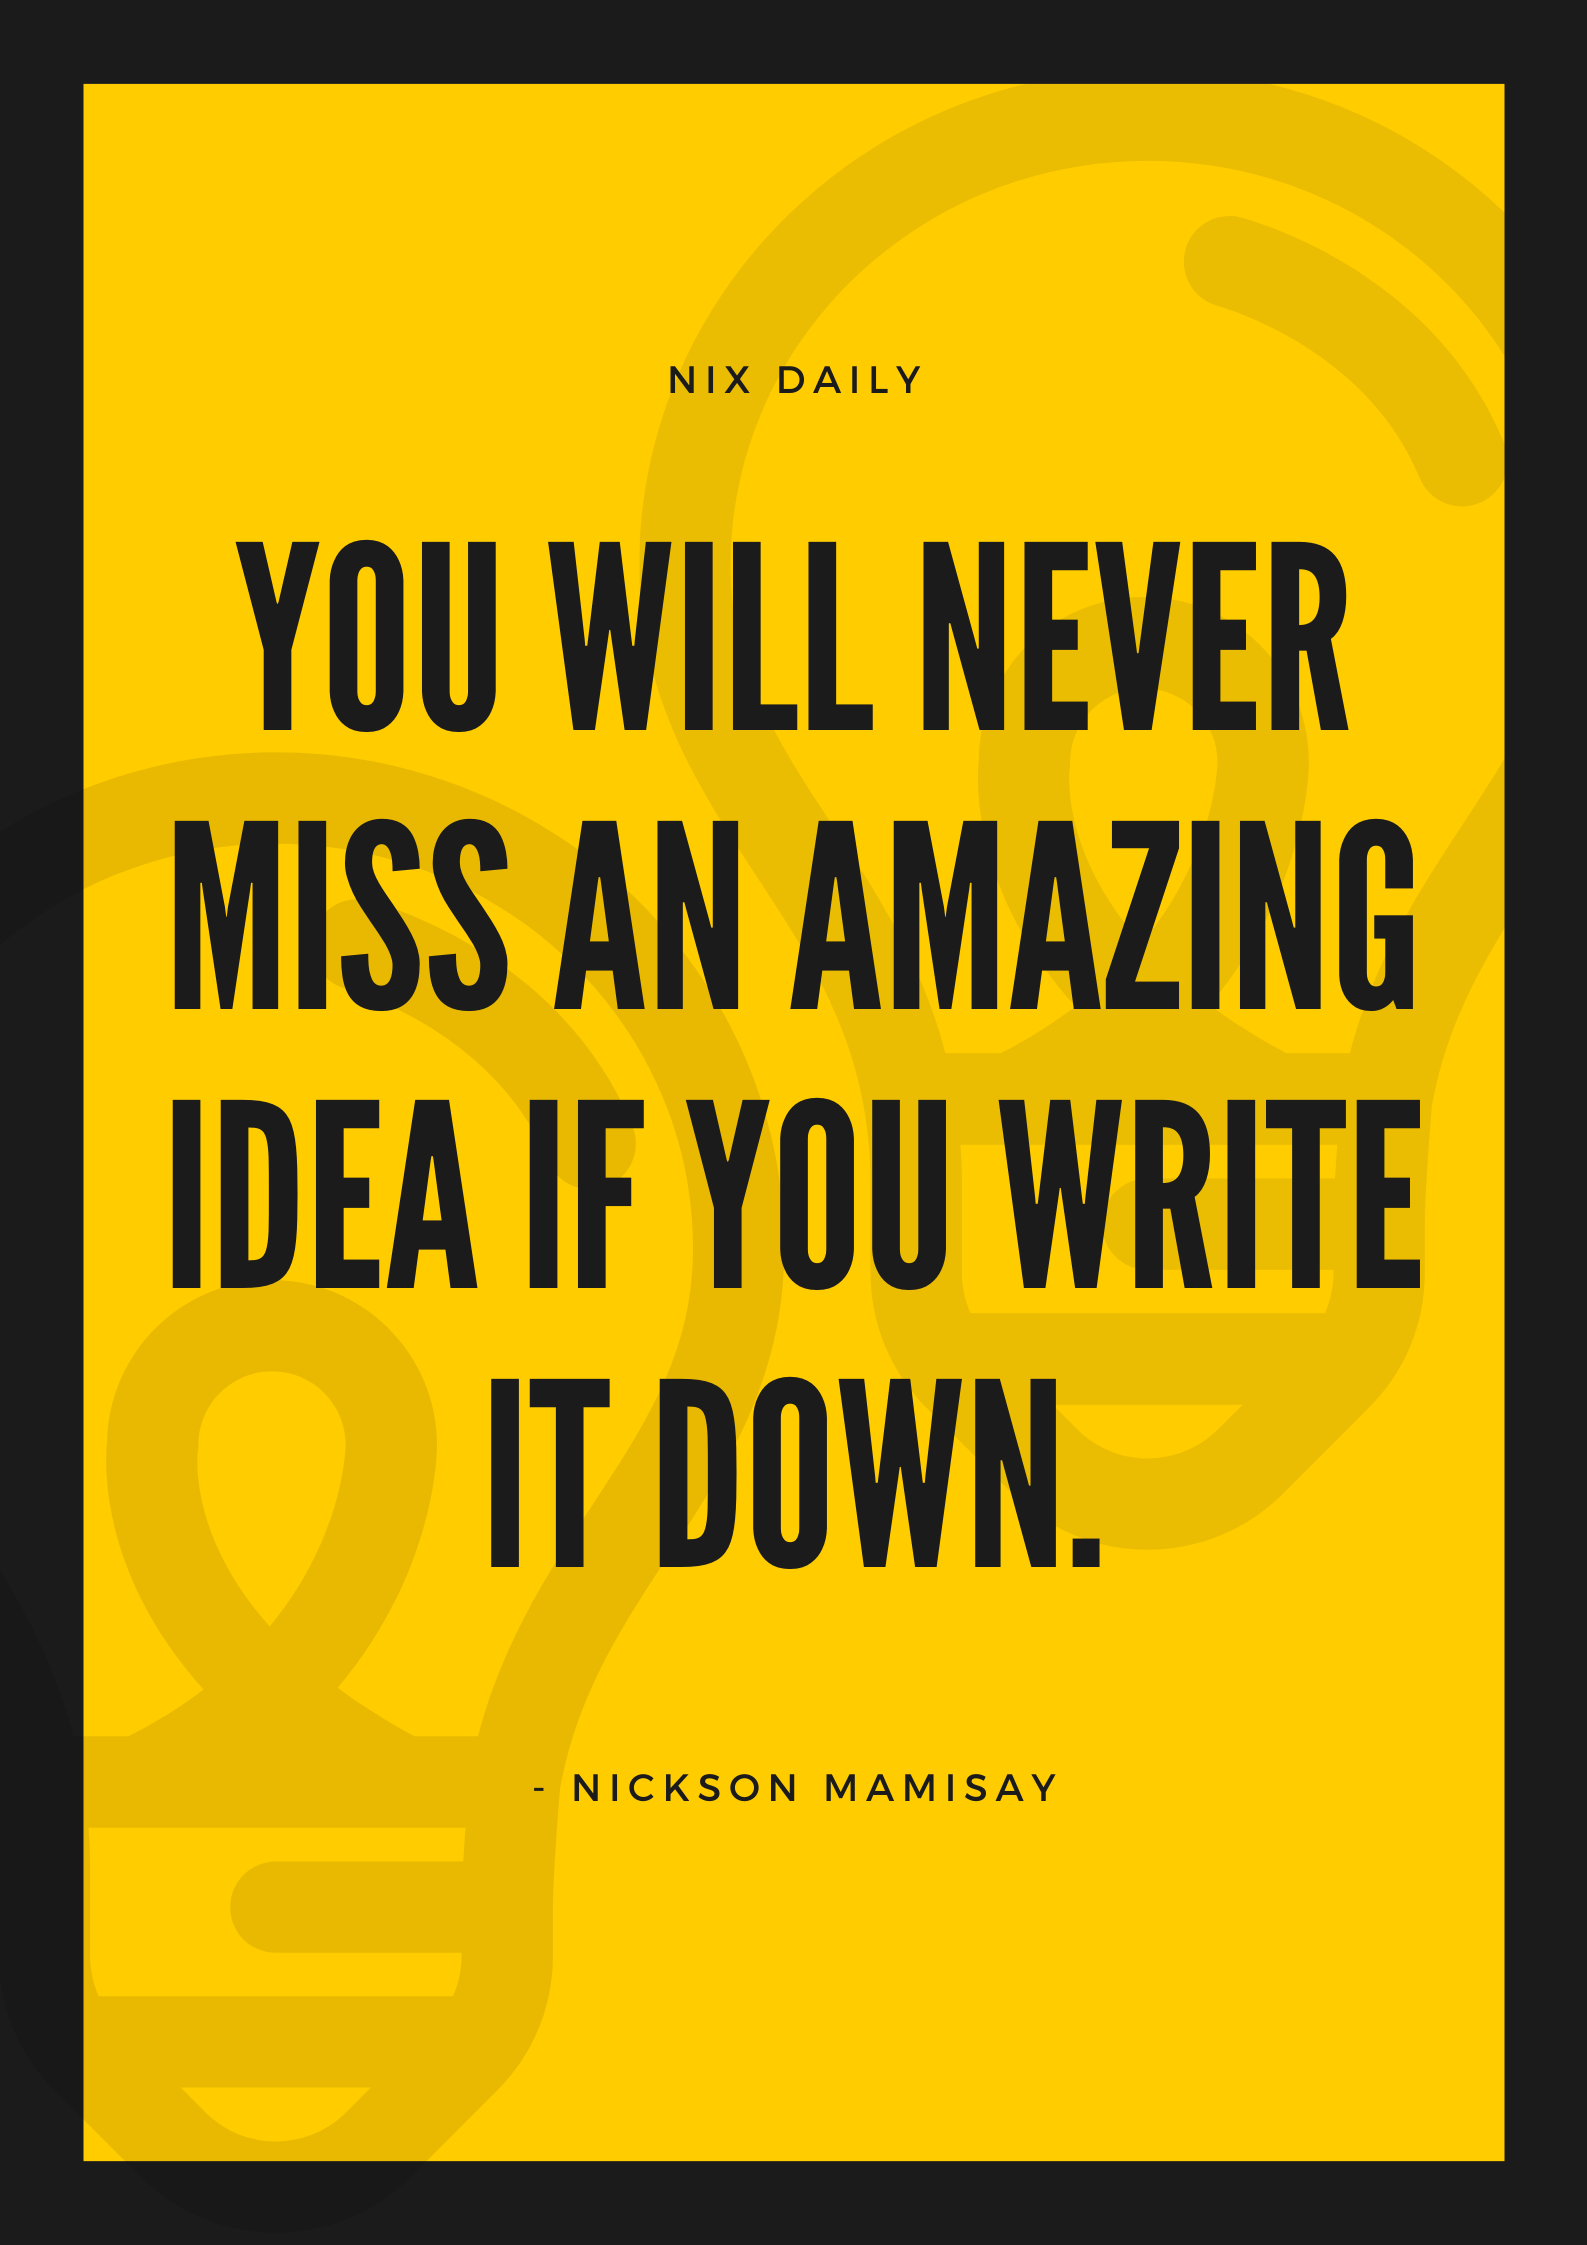 NIX DAILY
YOU WILL NEVER
MISS AN AMAZING
IDEA IF YOU WRITE
IT DOWN.
- NICKSON MAMISAY